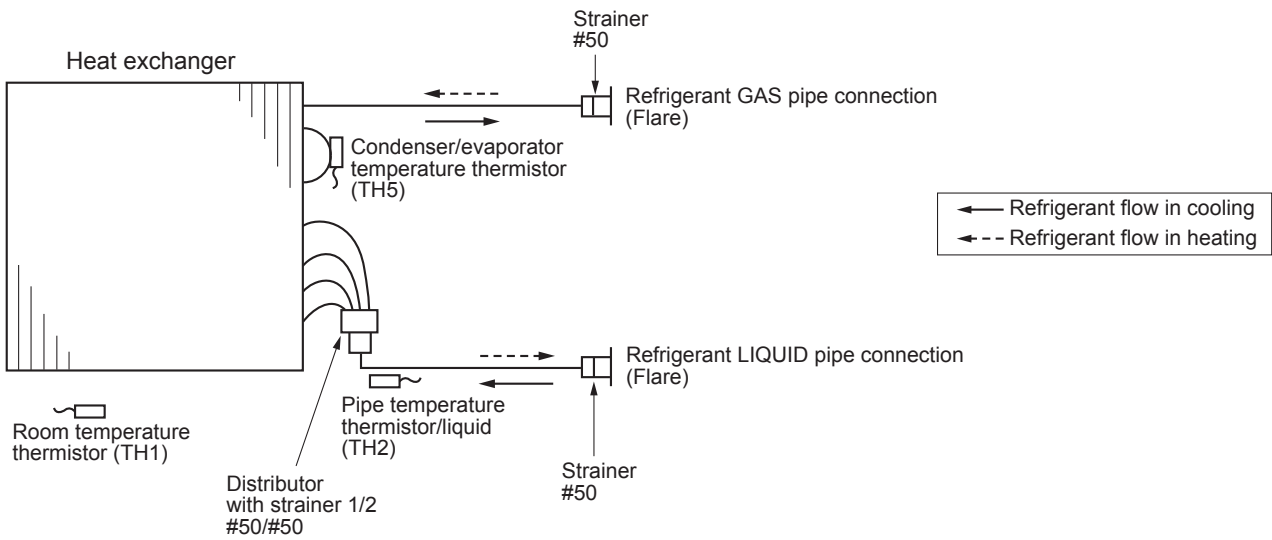 Strainer
#50
Heat exchanger
Refrigerant GAS pipe connection
(Flare)
Condenser/evaporator
temperature thermistor
(TH5)
Refrigerant flow in cooling
Refrigerant flow in heating
Refrigerant LIQUID pipe connection
(Flare)
Pipe temperature
thermistor/liquid
(TH2)
Room temperature
thermistor (TH1)
Strainer
#50
Distributor
with strainer 1/2
#50/#50